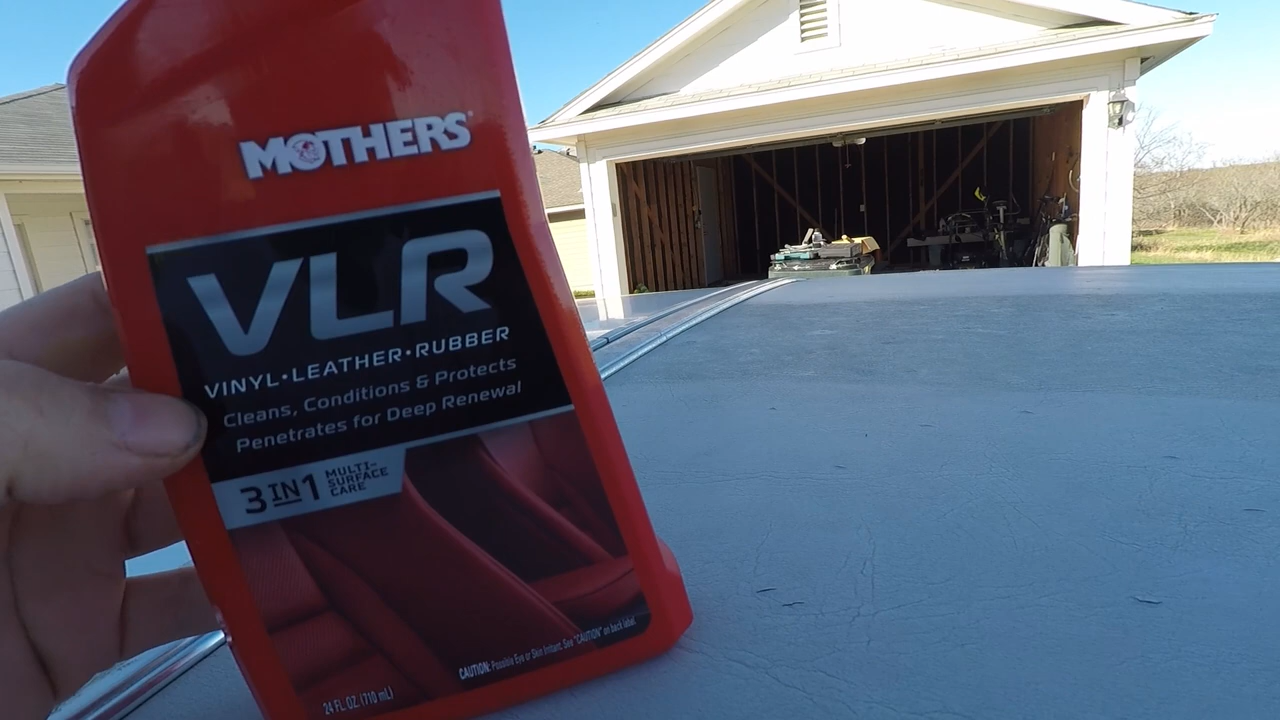 MOTHERS®
VLR
VINYL•LEATHER•RUBBER
Cleans, Conditions & Protects
Penetrates for Deep Renewal
3 IN 1 MULTI-
SURFACE
CARE
CAUTION: Possible Eye or Skin Irritant. See "CAUTION" on back label.
24 FL. OZ. (710 mL)